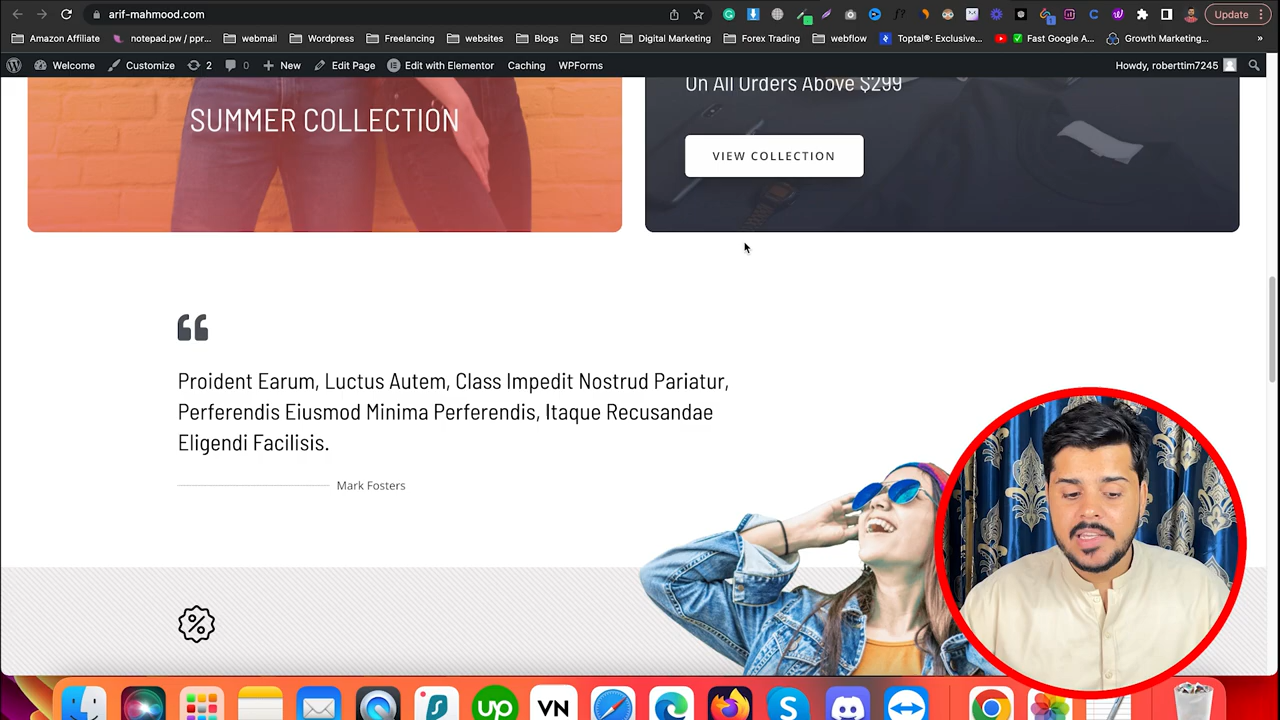 arif-mahmood.com
Update
Amazon Affiliate
notepad.pw / ppr...
webmail
Wordpress
Freelancing
websites
Blogs
SEO
Digital Marketing
Forex Trading
webflow
Toptal®: Exclusive...
Fast Google A...
Growth Marketing...
»
Welcome
Customize
2
0
New
Edit Page
Edit with Elementor
Caching
WPForms
Howdy, roberttim7245
On All Orders Above $299
SUMMER COLLECTION
VIEW COLLECTION
Proident Earum, Luctus Autem, Class Impedit Nostrud Pariatur,
Perferendis Eiusmod Minima Perferendis, Itaque Recusandae
Eligendi Facilisis.
Mark Fosters
up
VN